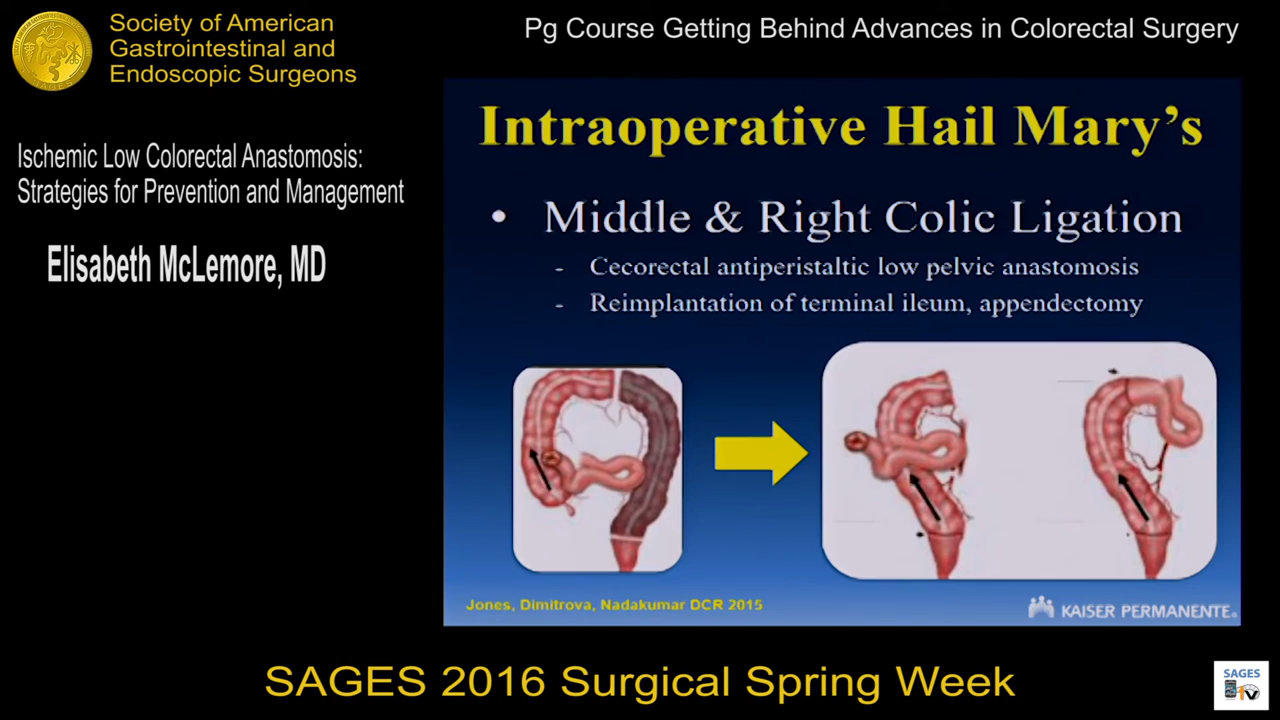 Society of American
Gastrointestinal and
Endoscopic Surgeons
Pg Course Getting Behind Advances in Colorectal Surgery
Ischemic Low Colorectal Anastomosis:
Strategies for Prevention and Management
Elisabeth McLemore, MD
Intraoperative Hail Mary's
• Middle & Right Colic Ligation
- Cecorectal antiperistaltic low pelvic anastomosis
- Reimplantation of terminal ileum, appendectomy
Jones, Dimitrova, Nadakumar DCR 2015
KAISER PERMANENTE®
SAGES 2016 Surgical Spring Week
SAGES
TV